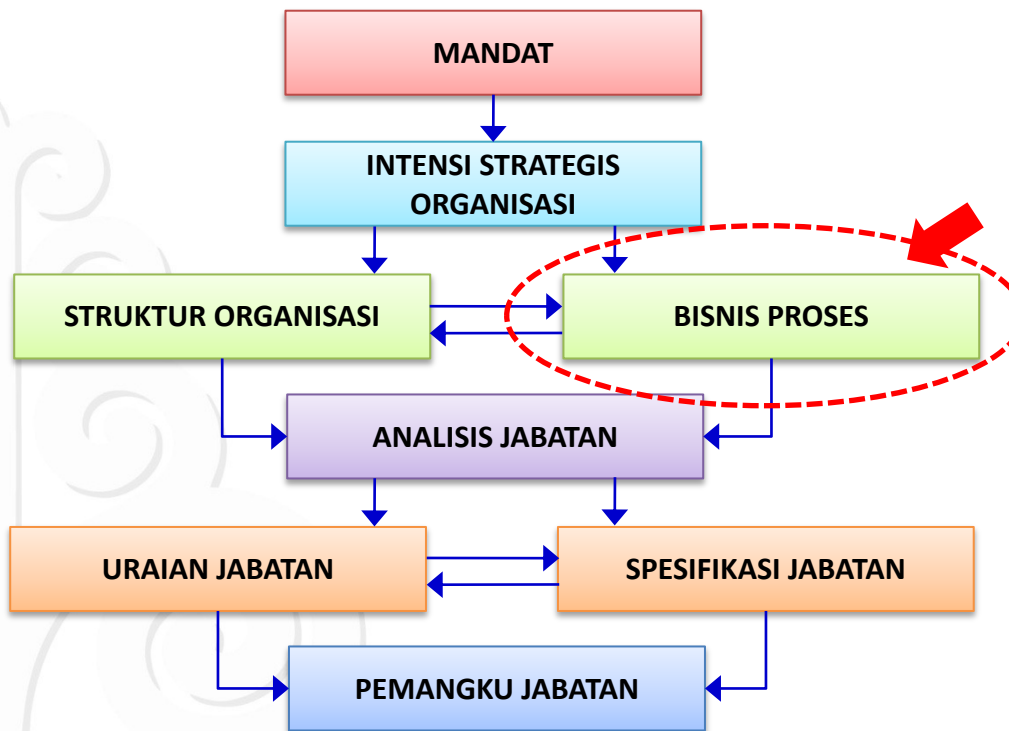 MANDAT
INTENSI STRATEGIS
ORGANISASI
STRUKTUR ORGANISASI
BISNIS PROSES
ANALISIS JABATAN
URAIAN JABATAN
SPESIFIKASI JABATAN
PEMANGKU JABATAN